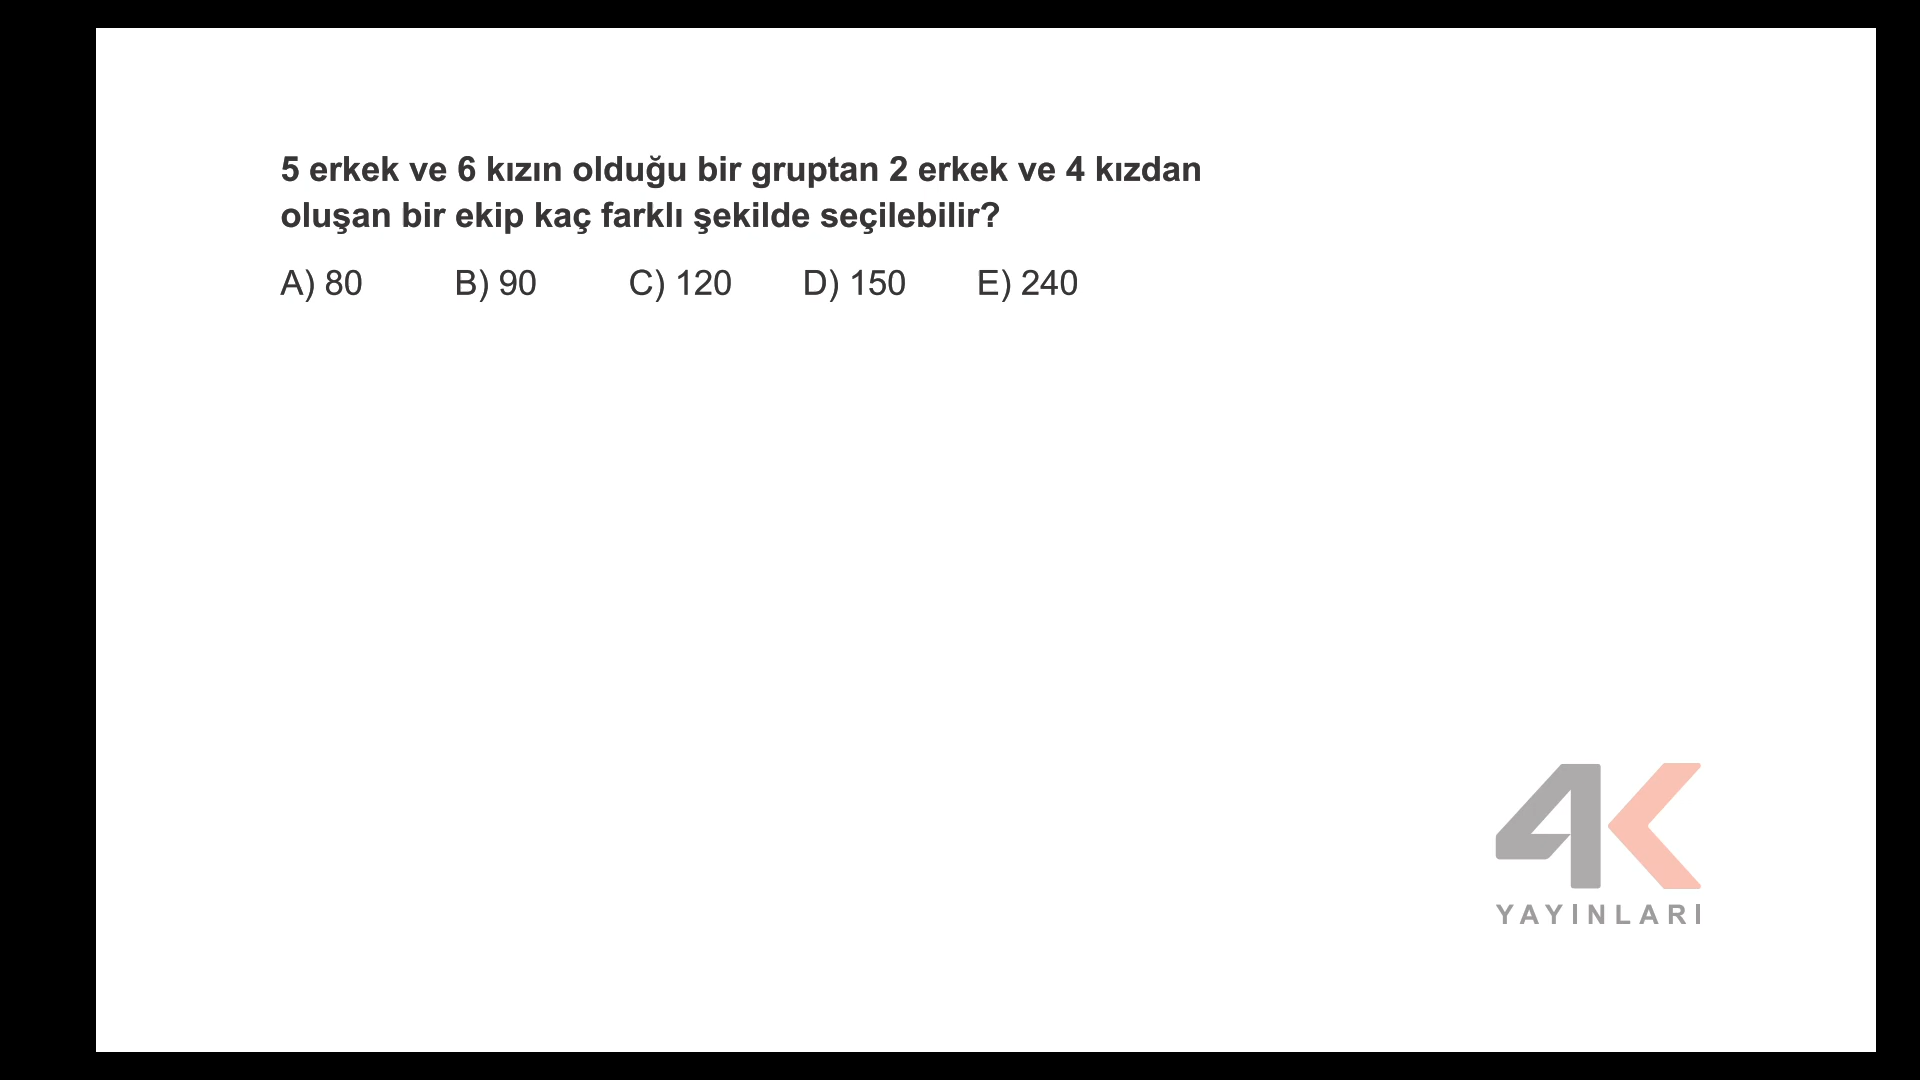 5 erkek ve 6 kızın olduğu bir gruptan 2 erkek ve 4 kızdan
oluşan bir ekip kaç farklı şekilde seçilebilir?
A) 80 B) 90 C) 120 D) 150 E) 240
4K
YAYINLARI